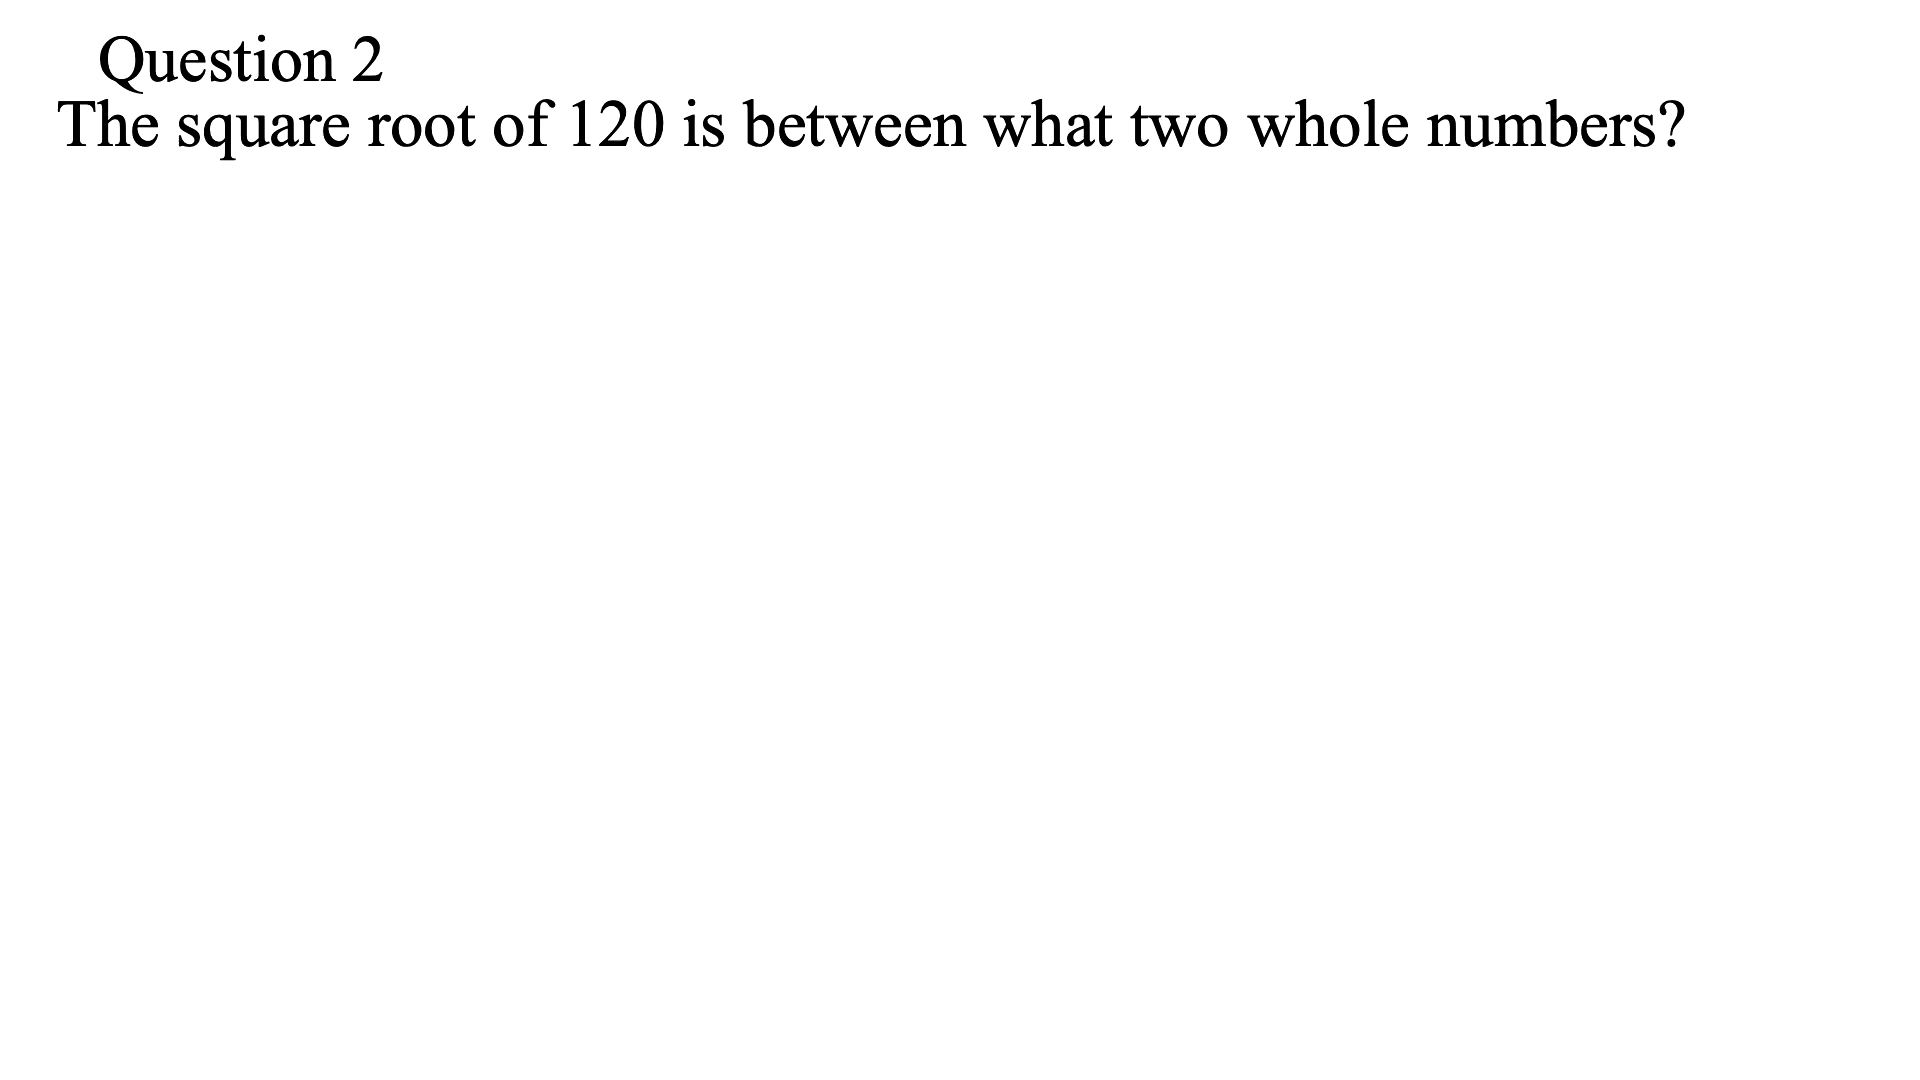 Question 2
The square root of 120 is between what two whole numbers?